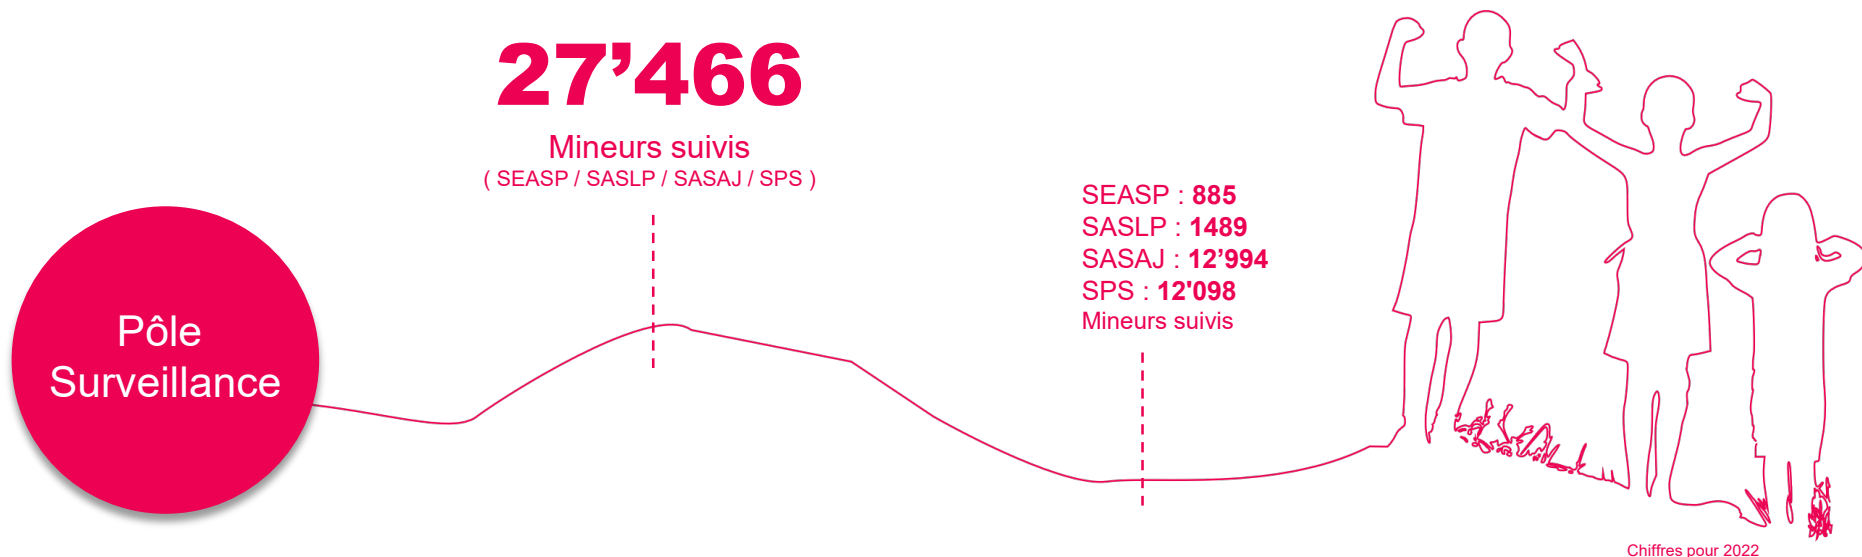 27’466
Mineurs suivis
( SEASP / SASLP / SASAJ / SPS )
SEASP : 885
SASLP : 1489
SASAJ : 12’994
SPS : 12'098
Mineurs suivis
Pôle
Surveillance
Chiffres pour 2022